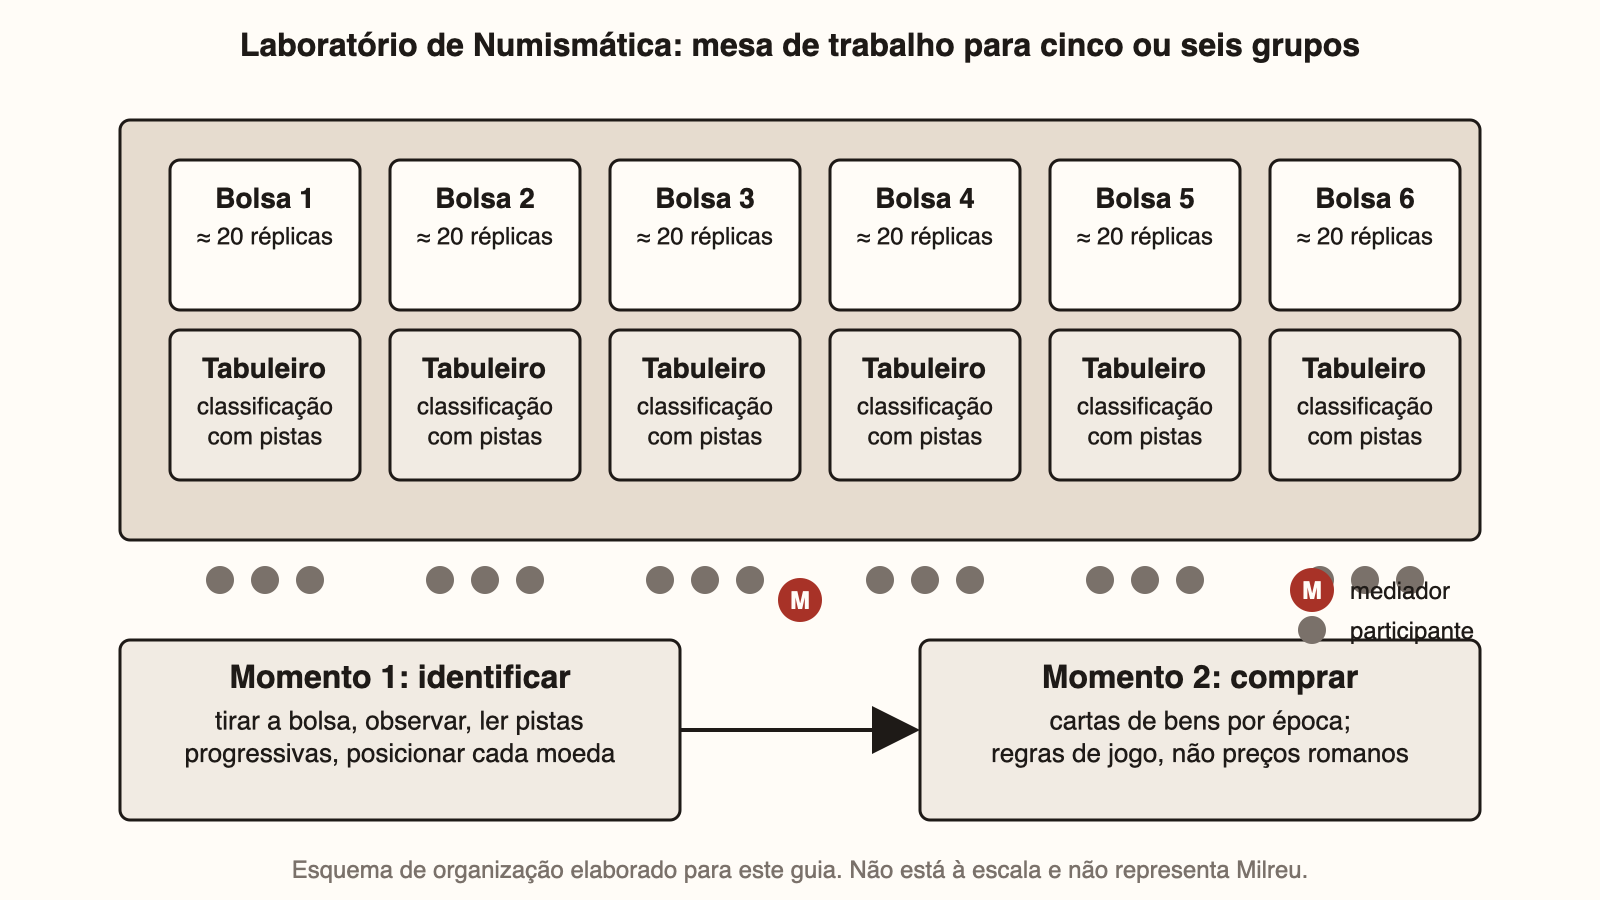 Laboratório de Numismática: mesa de trabalho para cinco ou seis grupos
Bolsa 1
≈ 20 réplicas
Bolsa 2
≈ 20 réplicas
Bolsa 3
≈ 20 réplicas
Bolsa 4
≈ 20 réplicas
Bolsa 5
≈ 20 réplicas
Bolsa 6
≈ 20 réplicas
Tabuleiro
classificação
com pistas
Tabuleiro
classificação
com pistas
Tabuleiro
classificação
com pistas
Tabuleiro
classificação
com pistas
Tabuleiro
classificação
com pistas
Tabuleiro
classificação
com pistas
M
M mediador
participante
Momento 1: identificar
tirar a bolsa, observar, ler pistas
progressivas, posicionar cada moeda
Momento 2: comprar
cartas de bens por época;
regras de jogo, não preços romanos
Esquema de organização elaborado para este guia. Não está à escala e não representa Milreu.